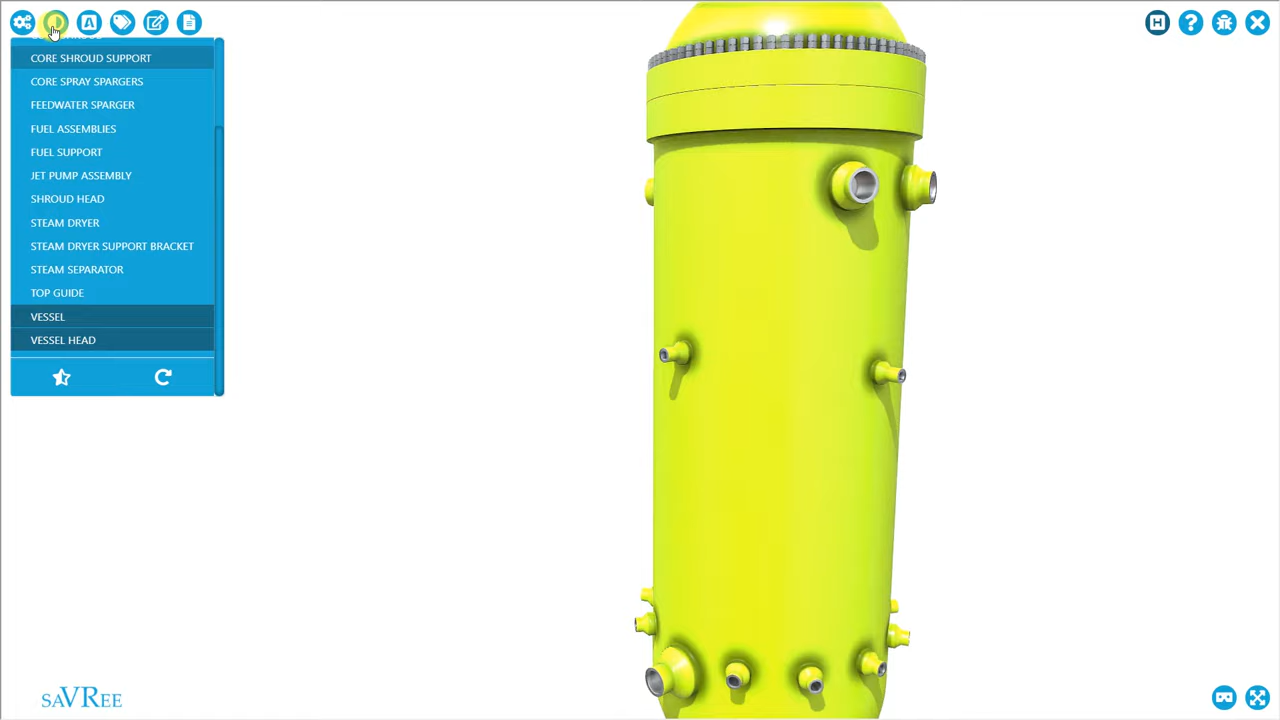 A
H
?
CORE SHROUD SUPPORT
CORE SPRAY SPARGERS
FEEDWATER SPARGER
FUEL ASSEMBLIES
FUEL SUPPORT
JET PUMP ASSEMBLY
SHROUD HEAD
STEAM DRYER
STEAM DRYER SUPPORT BRACKET
STEAM SEPARATOR
TOP GUIDE
VESSEL
VESSEL HEAD
saVRee